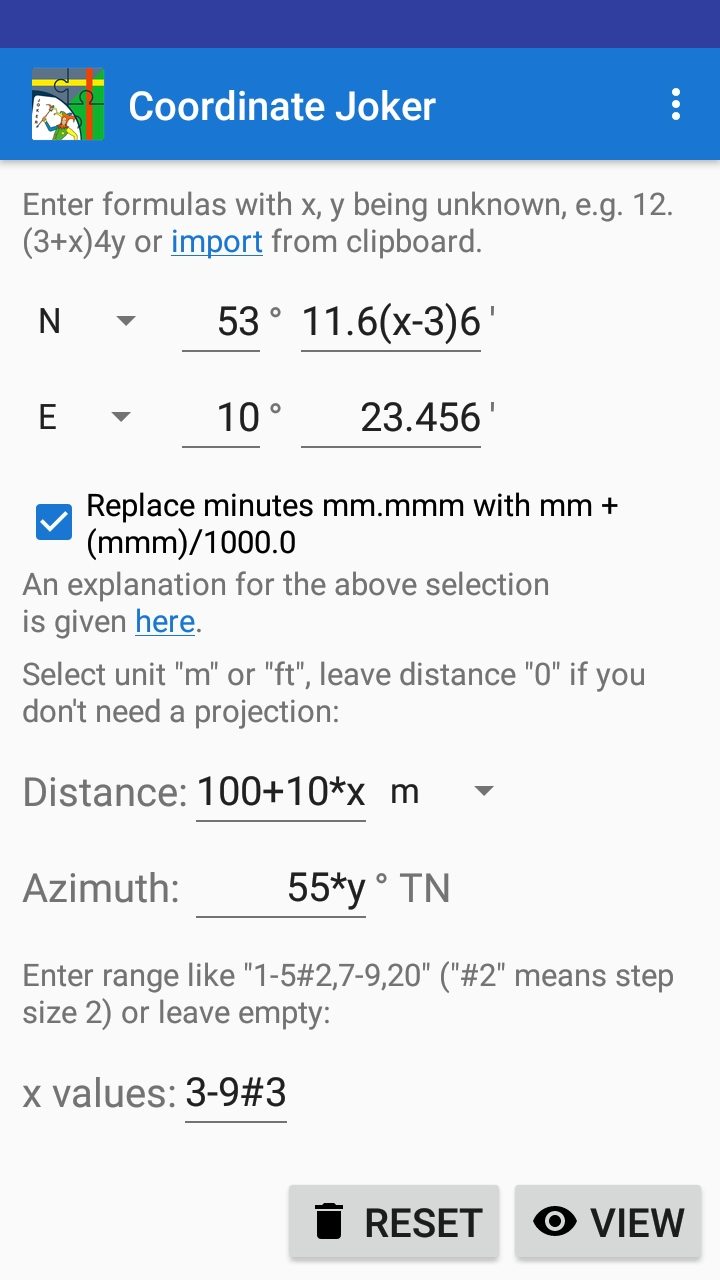 Coordinate Joker
Enter formulas with x, y being unknown, e.g. 12.
(3+x)4y or import from clipboard.
N 53 ° 11.6(x-3)6 '
E 10 ° 23.456 '
Replace minutes mm.mmm with mm +
(mmm)/1000.0
An explanation for the above selection
is given here.
Select unit "m" or "ft", leave distance "0" if you
don't need a projection:
Distance: 100+10*x m
Azimuth: 55*y ° TN
Enter range like "1-5#2,7-9,20" ("#2" means step
size 2) or leave empty:
x values: 3-9#3
RESET VIEW